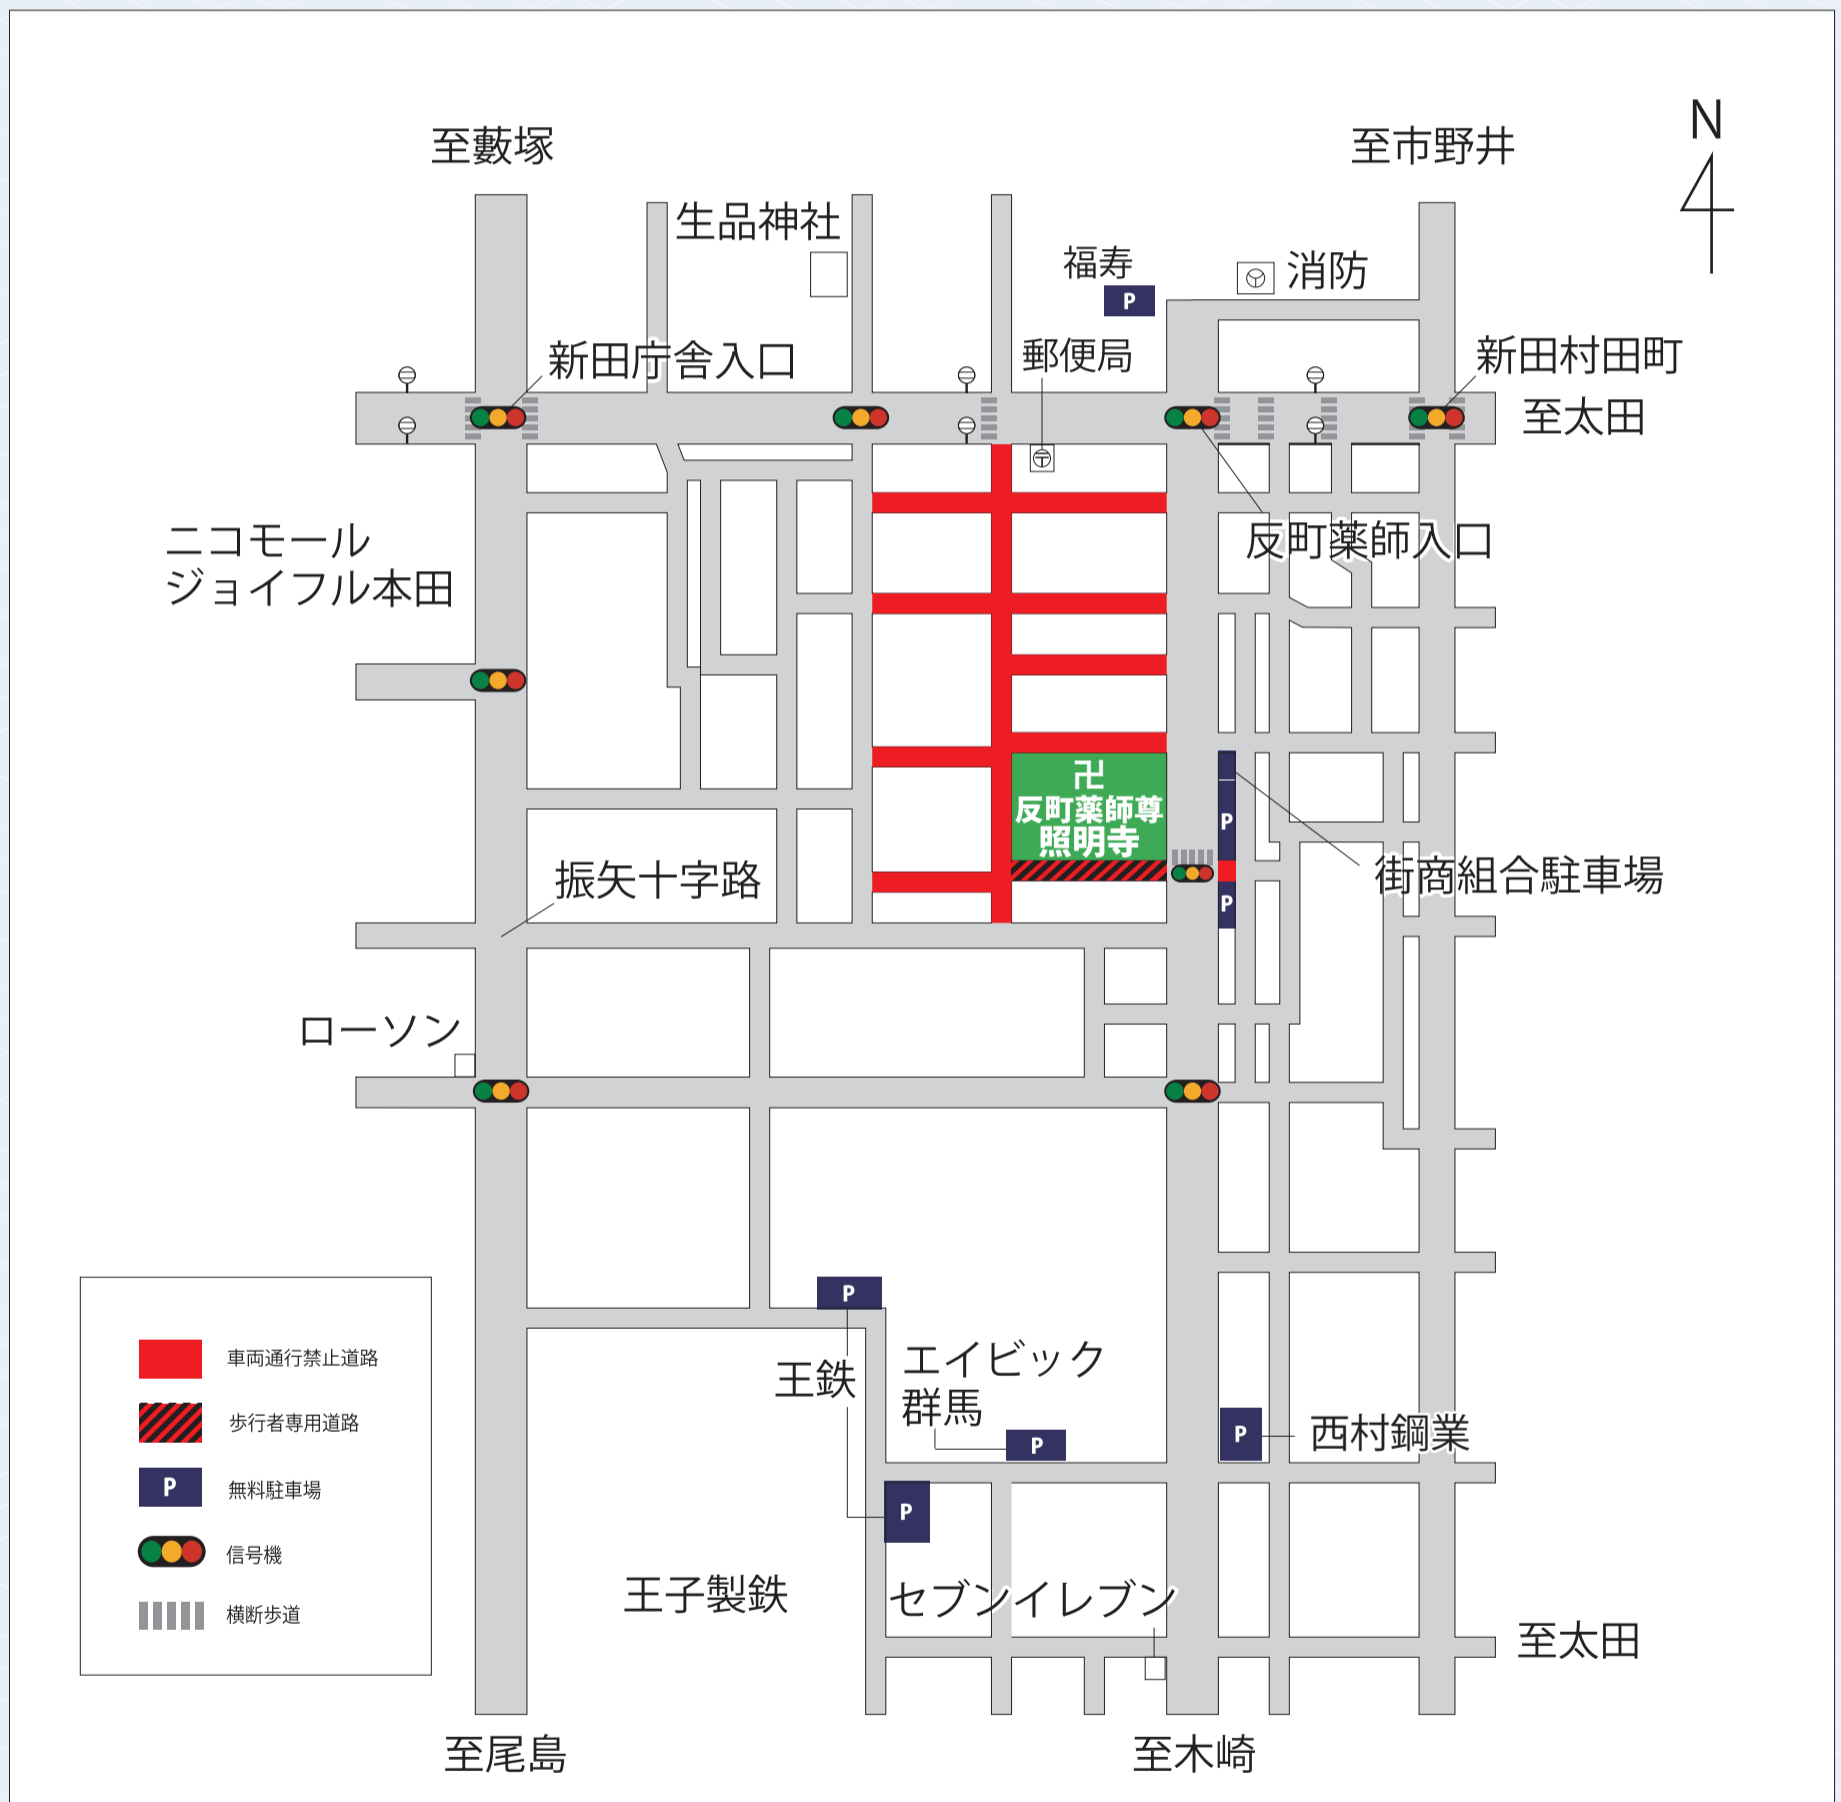 至藪塚
至市野井
N
生品神社
福寿
P
消防
新田庁舎入口
郵便局
新田村田町
至太田
ニコモール
ジョイフル本田
反町薬師入口
卍
反町薬師尊
照明寺
P
P
街商組合駐車場
振矢十字路
ローソン
P
王鉄
エイビック
群馬
P
P
西村鋼業
P
王子製鉄
セブンイレブン
至太田
車両通行禁止道路
歩行者専用道路
P
無料駐車場
信号機
横断歩道
至尾島
至木崎